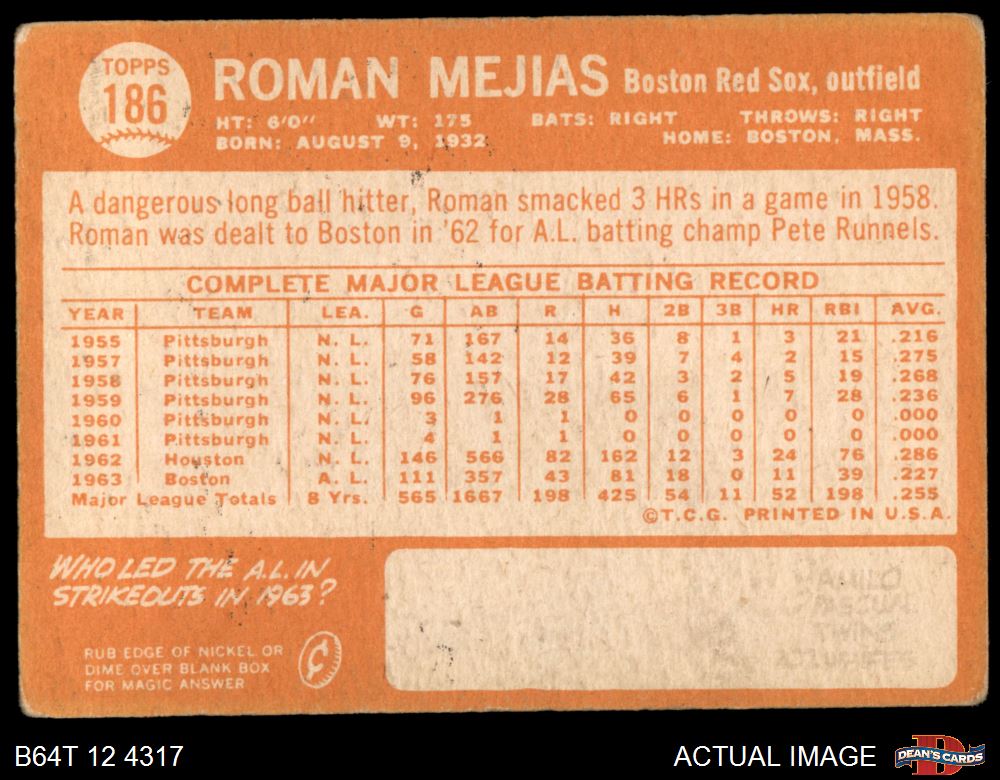 TOPPS
186
ROMAN MEJIAS Boston Red Sox, outfield
HT: 6'0" WT: 175 BATS: RIGHT THROWS: RIGHT
BORN: AUGUST 9, 1932 HOME: BOSTON, MASS.
A dangerous long ball hitter, Roman smacked 3 HRs in a game in 1958.
Roman was dealt to Boston in '62 for A.L. batting champ Pete Runnels.
COMPLETE MAJOR LEAGUE BATTING RECORD
YEAR TEAM LEA. G AB R H 2B 3B HR RBI AVG.
1955 Pittsburgh N. L. 71 167 14 36 8 1 3 21 .216
1957 Pittsburgh N. L. 58 142 12 39 7 4 2 15 .275
1958 Pittsburgh N. L. 76 157 17 42 3 2 5 19 .268
1959 Pittsburgh N. L. 96 276 28 65 6 1 7 28 .236
1960 Pittsburgh N. L. 3 1 1 0 0 0 0 0 .000
1961 Pittsburgh N. L. 4 1 1 0 0 0 0 0 .000
1962 Houston N. L. 146 566 82 162 12 3 24 76 .286
1963 Boston A. L. 111 357 43 81 18 0 11 39 .227
Major League Totals 8 Yrs. 565 1667 198 425 54 11 52 198 .255
©T.C.G. PRINTED IN U.S.A.
WHO LED THE A.L. IN
STRIKEOUTS IN 1963?
RUB EDGE OF NICKEL OR
DIME OVER BLANK BOX
FOR MAGIC ANSWER
B64T 12 4317
ACTUAL IMAGE
DEAN'S CARDS